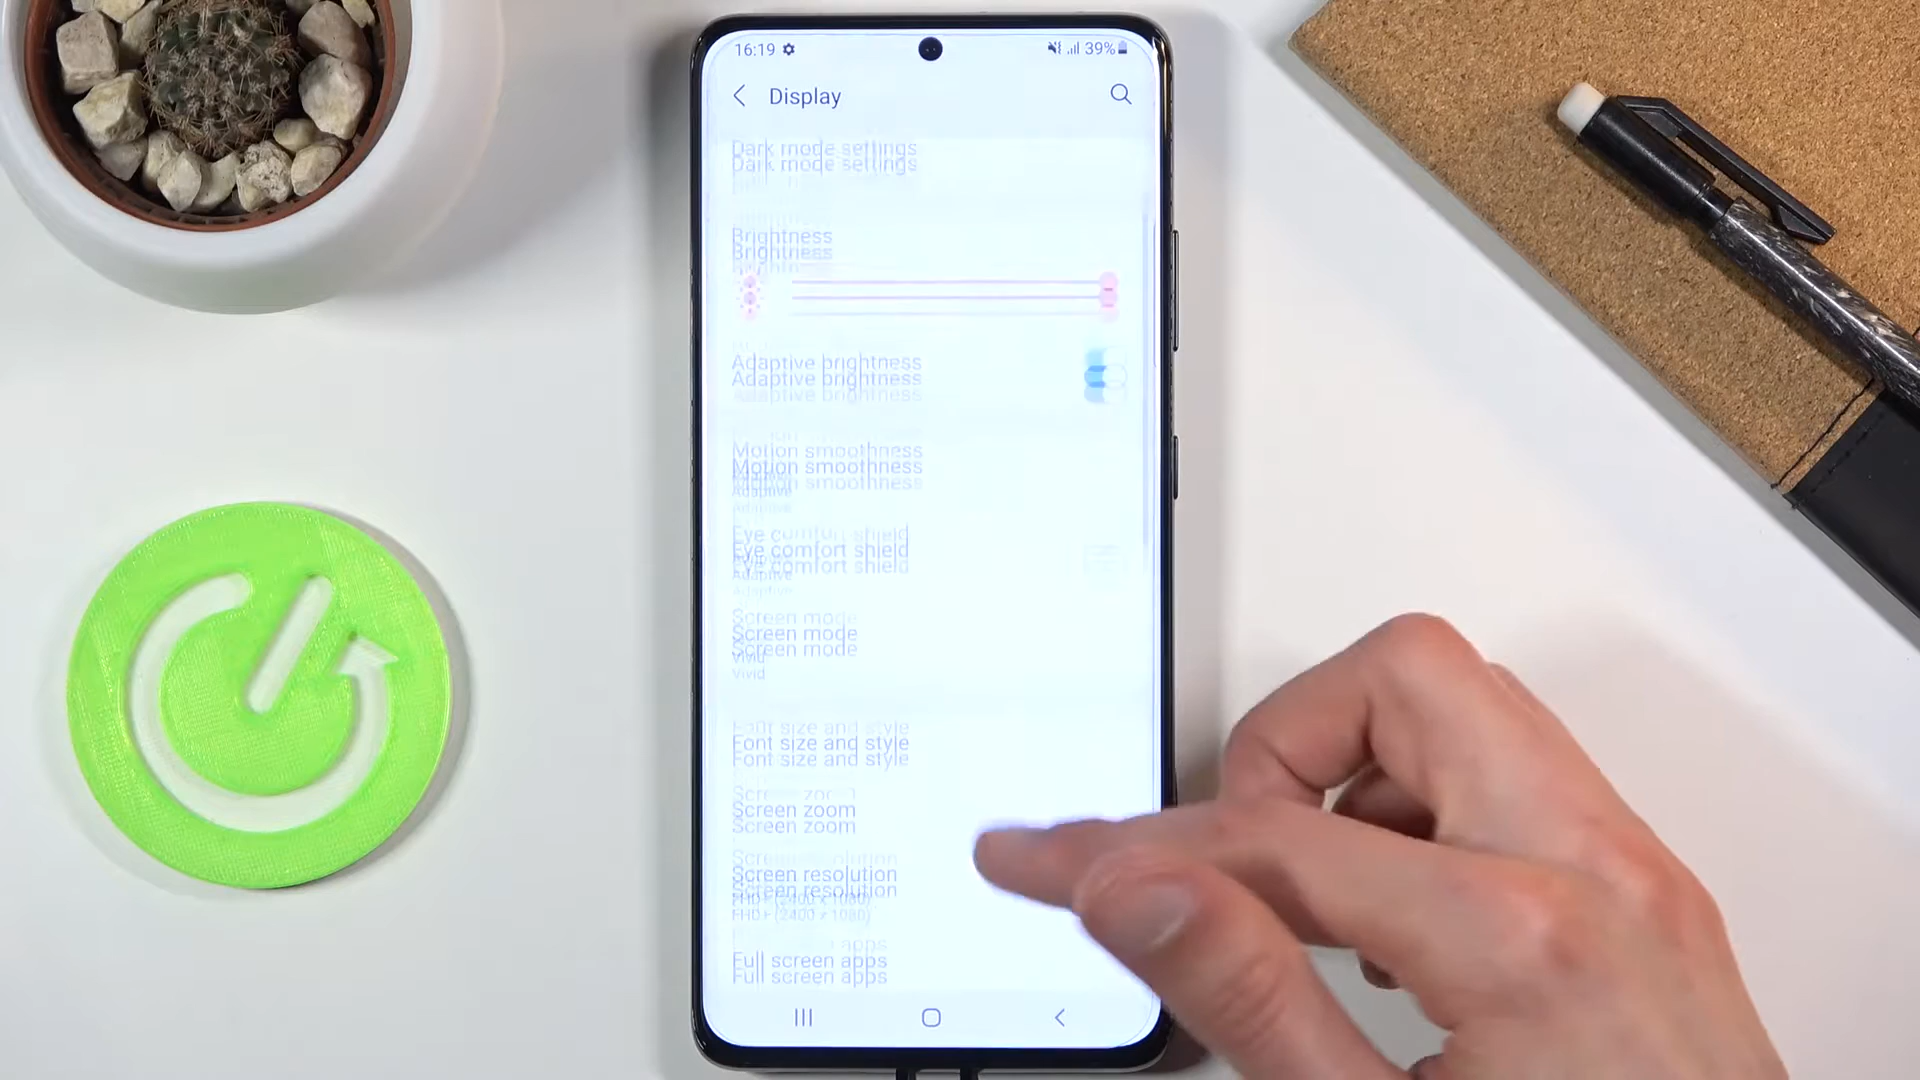 16:19 39%
Display
Dark mode settings
Brightness
Adaptive brightness
Motion smoothness
Adaptive
Eye comfort shield
Adaptive
Screen mode
Vivid
Font size and style
Screen zoom
Screen resolution
FHD+ (2400 x 1080)
Full screen apps